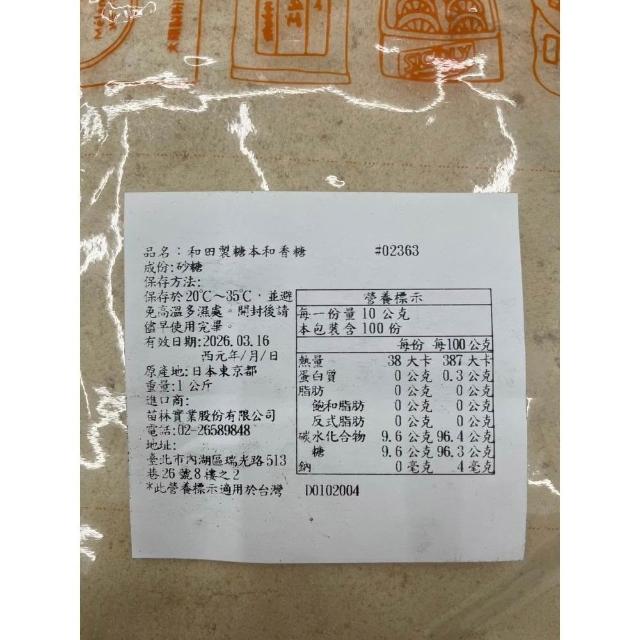 品名：和田製糖本和香糖 #02363
成份:砂糖
保存方法:
保存於20℃～35℃，並避
免高溫多濕處。開封後請
儘早使用完畢。
有效日期:2026.03.16
西元年/月/日
原產地:日本東京都
重量:1公斤
進口商:
苗林實業股份有限公司
電話:02-26589848
地址:
臺北市內湖區瑞光路513
巷26號8樓之2
*此營養標示適用於台灣
營養標示
每一份量10公克
本包裝含100份
每份 每100公克
熱量 38 大卡 387 大卡
蛋白質 0 公克 0.3 公克
脂肪 0 公克 0 公克
飽和脂肪 0 公克 0 公克
反式脂肪 0 公克 0 公克
碳水化合物 9.6 公克 96.4 公克
糖 9.6 公克 96.3 公克
鈉 0 毫克 4 毫克
D0102004